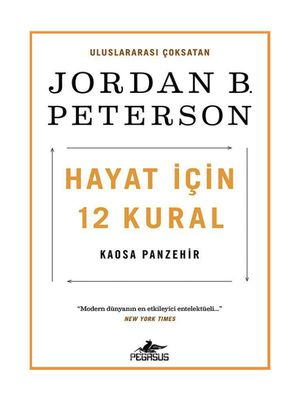 ULUSLARARASI ÇOKSATAN
JORDAN B.
PETERSON
HAYAT İÇİN
12 KURAL
KAOSA PANZEHİR
“Modern dünyanın en etkileyici entelektüeli...”
NEW YORK TIMES
PEGASUS